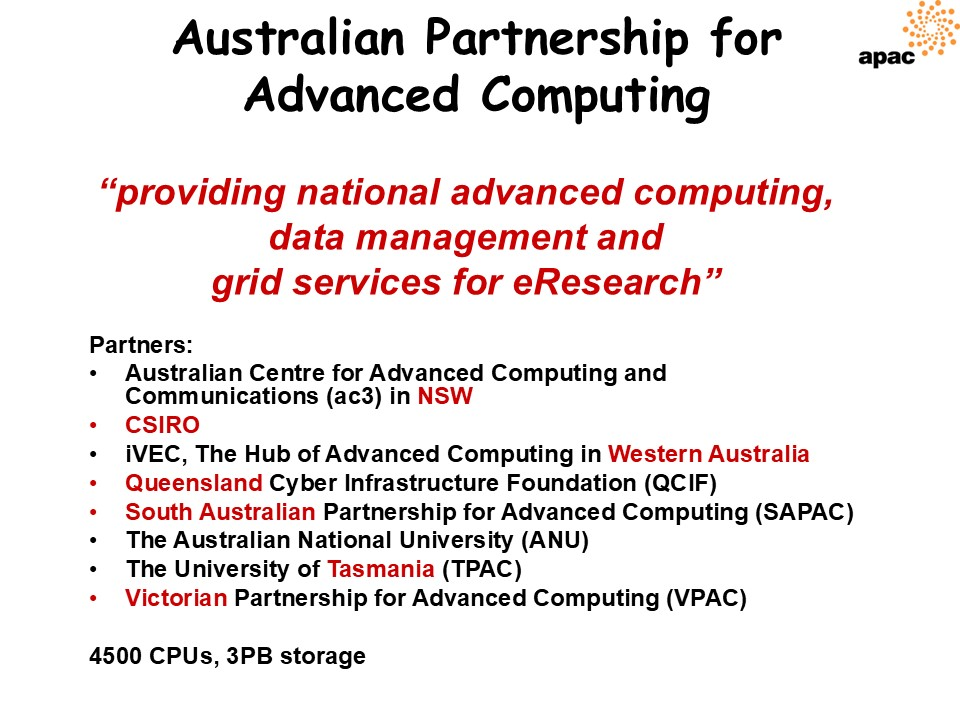 Australian Partnership for
Advanced Computing
apac
“providing national advanced computing,
data management and
grid services for eResearch”
Partners:
• Australian Centre for Advanced Computing and
Communications (ac3) in NSW
• CSIRO
• iVEC, The Hub of Advanced Computing in Western Australia
• Queensland Cyber Infrastructure Foundation (QCIF)
• South Australian Partnership for Advanced Computing (SAPAC)
• The Australian National University (ANU)
• The University of Tasmania (TPAC)
• Victorian Partnership for Advanced Computing (VPAC)
4500 CPUs, 3PB storage